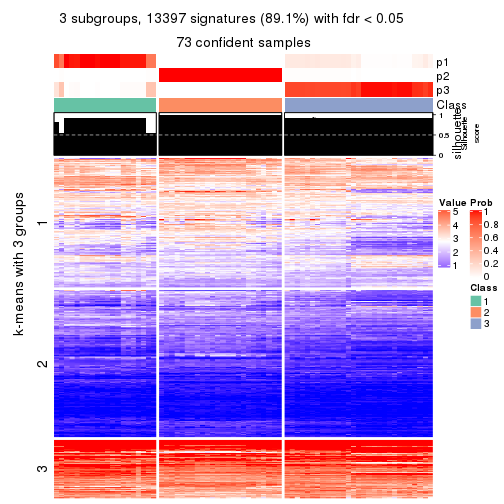 3 subgroups, 13397 signatures (89.1%) with fdr < 0.05
73 confident samples
p1
p2
p3
Class
1
0.5
0
silhouette
Silhouette
score
k-means with 3 groups
1
2
3
Value
5
4
3
2
1
Prob
1
0.8
0.6
0.4
0.2
0
Class
1
2
3